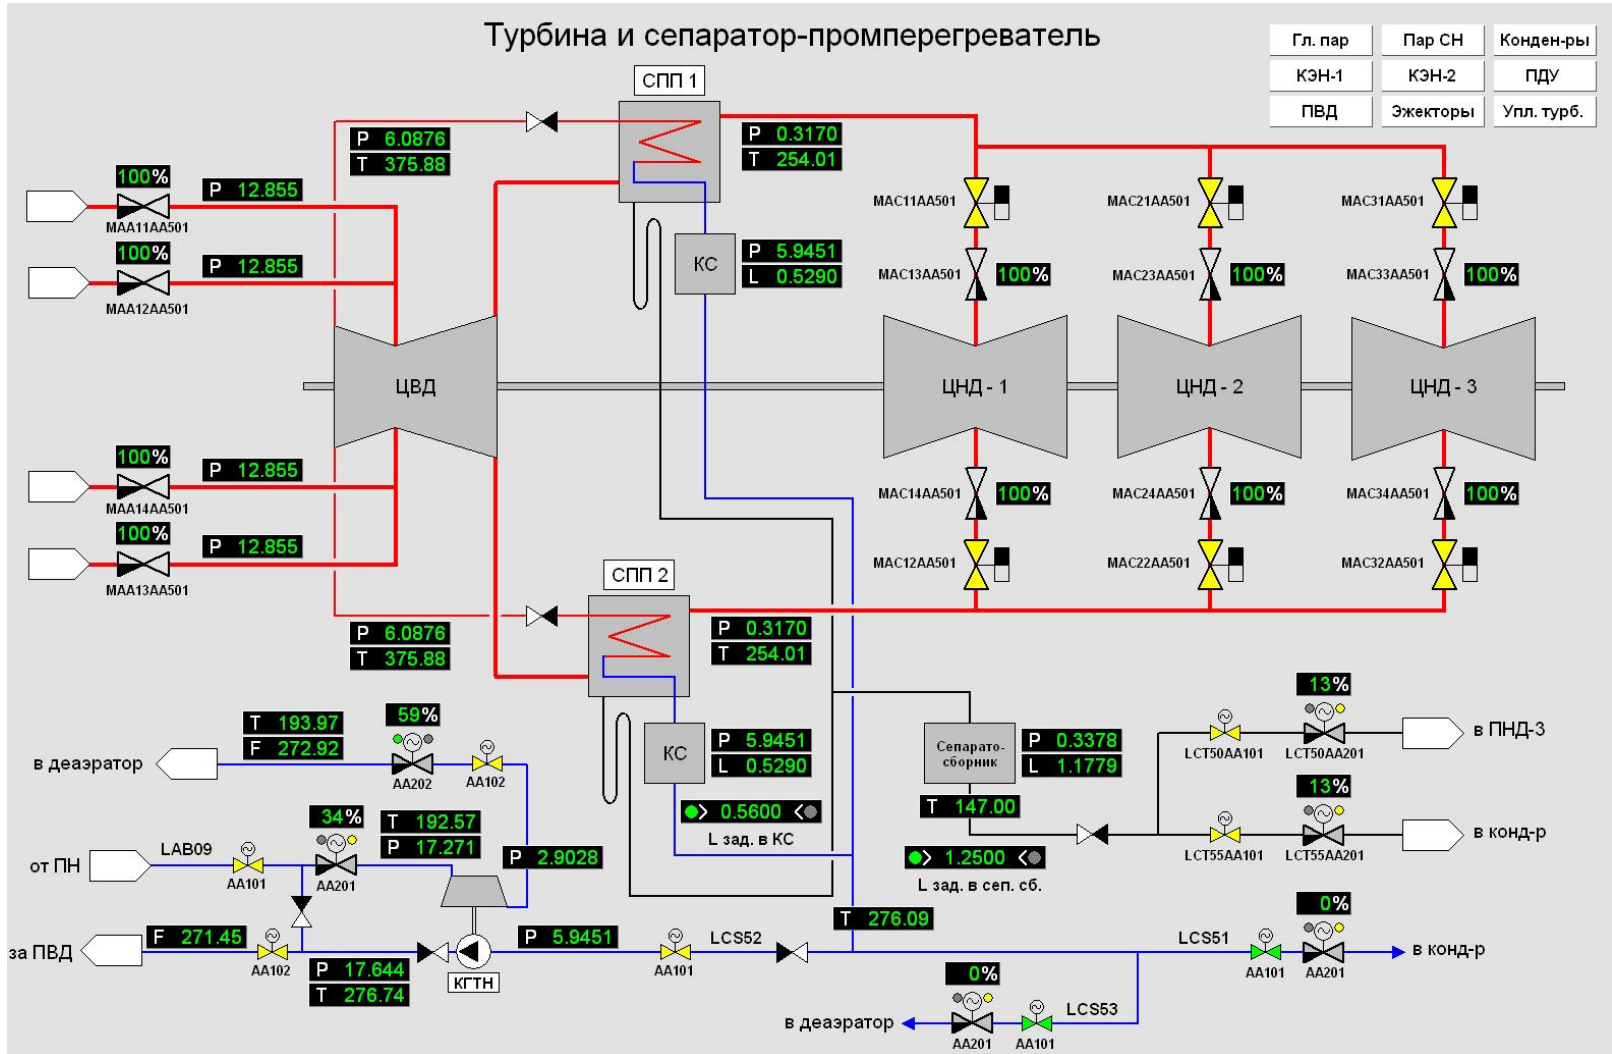 Турбина и сепаратор-промперегреватель
Гл. пар
Пар СН
Конден-ры
КЭН-1
КЭН-2
ПДУ
ПВД
Эжекторы
Упл. турб.
СПП 1
P 6.0876
T 375.88
P 0.3170
T 254.01
100%
P 12.855
MAA11AA501
100%
P 12.855
MAA12AA501
MAC11AA501
MAC21AA501
MAC31AA501
КС
P 5.9451
L 0.5290
MAC13AA501
100%
MAC23AA501
100%
MAC33AA501
100%
ЦВД
ЦНД - 1
ЦНД - 2
ЦНД - 3
100%
P 12.855
MAA14AA501
100%
P 12.855
MAA13AA501
MAC14AA501
100%
MAC24AA501
100%
MAC34AA501
100%
MAC12AA501
MAC22AA501
MAC32AA501
СПП 2
P 6.0876
T 375.88
P 0.3170
T 254.01
T 193.97
F 272.92
59%
в деаэратор
AA202
AA102
КС
P 5.9451
L 0.5290
> 0.5600 <
L зад. в КС
Сепарато-
сборник
P 0.3378
L 1.1779
T 147.00
> 1.2500 <
L зад. в сеп. сб.
13%
LCT50AA101
LCT50AA201
в ПНД-3
13%
LCT55AA101
LCT55AA201
в конд-р
34%
T 192.57
P 17.271
P 2.9028
от ПН
LAB09
AA101
AA201
T 276.09
за ПВД
F 271.45
AA102
P 17.644
T 276.74
КГТН
P 5.9451
AA101
LCS52
LCS51
AA101
0%
AA201
в конд-р
0%
в деаэратор
AA201
AA101
LCS53